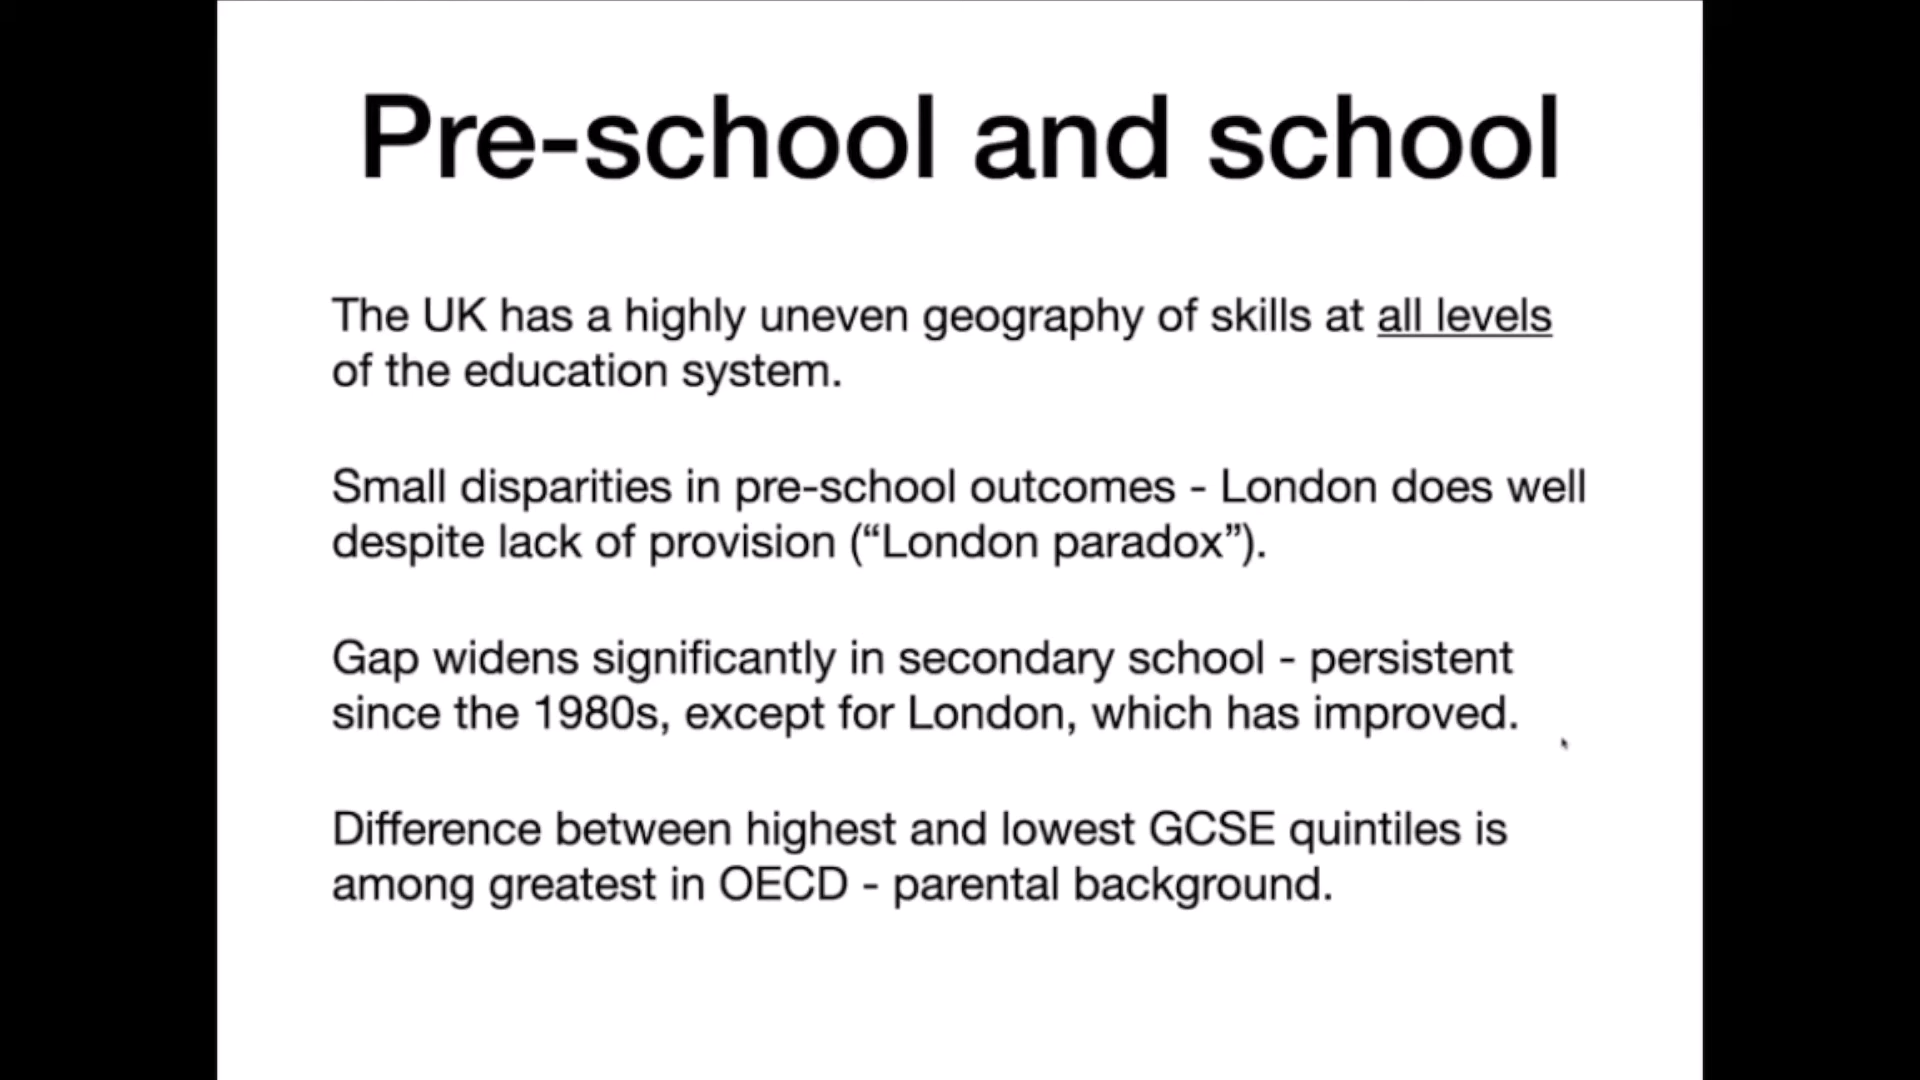 Pre-school and school
The UK has a highly uneven geography of skills at all levels
of the education system.
Small disparities in pre-school outcomes - London does well
despite lack of provision (“London paradox”).
Gap widens significantly in secondary school - persistent
since the 1980s, except for London, which has improved.
Difference between highest and lowest GCSE quintiles is
among greatest in OECD - parental background.